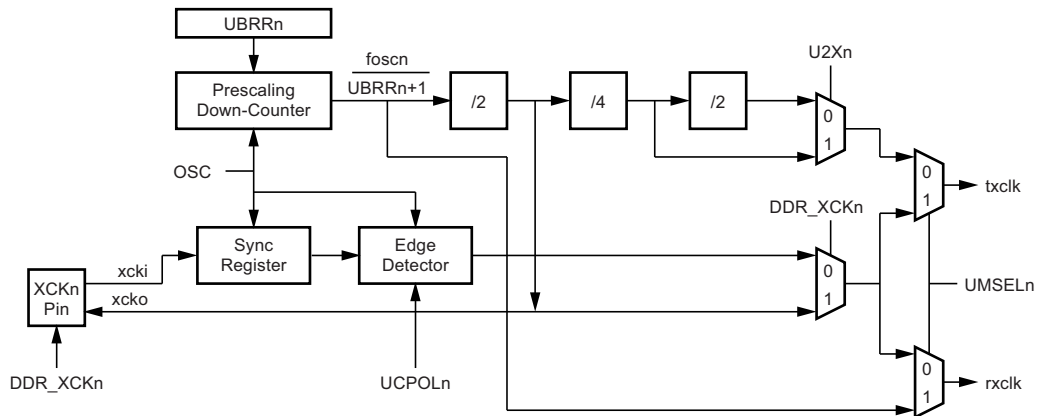 UBRRn
foscn
UBRRn+1
U2Xn
Prescaling
Down-Counter
/2
/4
/2
0
1
OSC
0
1
txclk
DDR_XCKn
Sync
Register
Edge
Detector
xcki
0
1
XCKn
Pin
xcko
UMSELn
DDR_XCKn
UCPOLn
0
1
rxclk